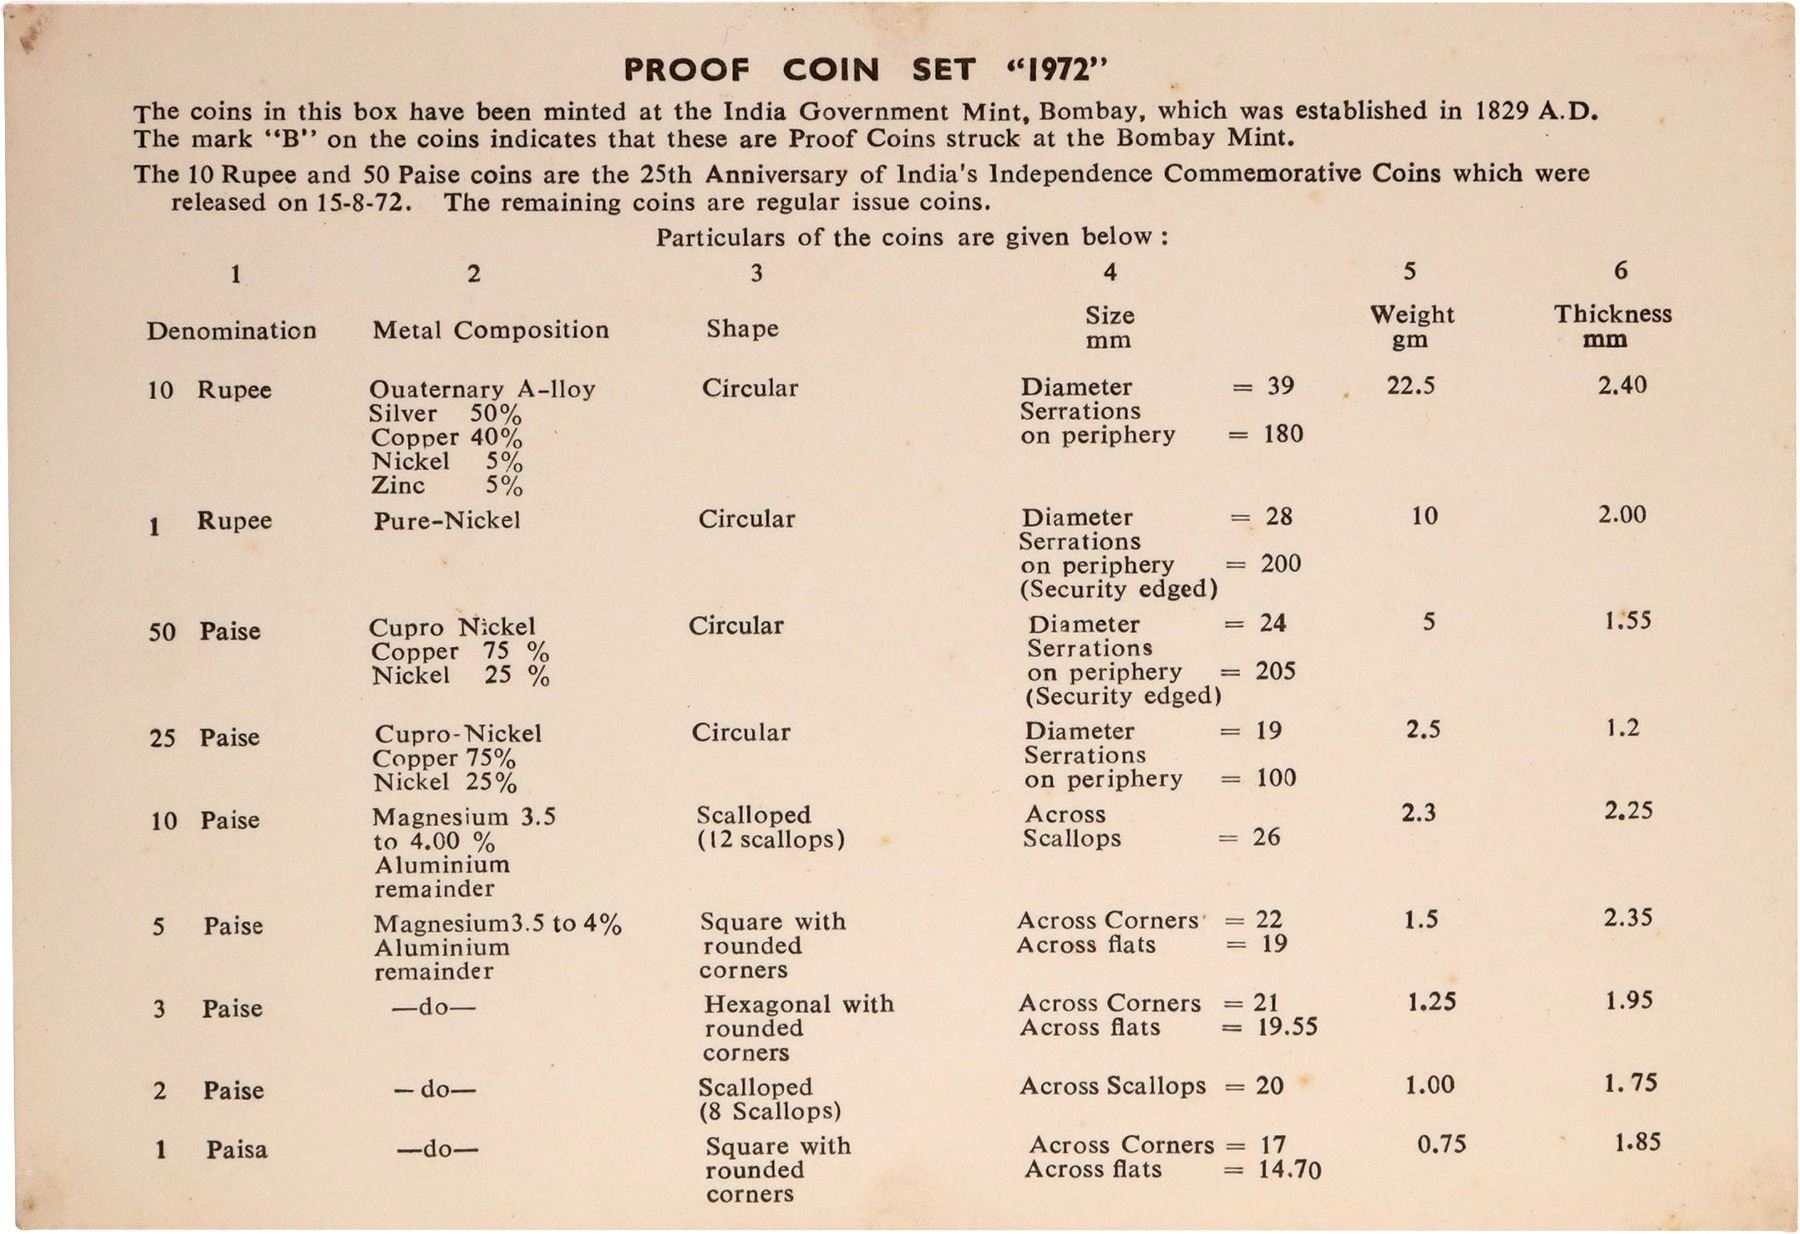 PROOF COIN SET "1972"
The coins in this box have been minted at the India Government Mint, Bombay, which was established in 1829 A.D.
The mark "B" on the coins indicates that these are Proof Coins struck at the Bombay Mint.
The 10 Rupee and 50 Paise coins are the 25th Anniversary of India's Independence Commemorative Coins which were
released on 15-8-72. The remaining coins are regular issue coins.
Particulars of the coins are given below :
1 2 3 4 5 6
Denomination Metal Composition Shape Size mm Weight gm Thickness mm
10 Rupee Ouaternary A-lloy Circular Diameter = 39 22.5 2.40
Silver 50% Serrations
Copper 40% on periphery = 180
Nickel 5%
Zinc 5%
1 Rupee Pure-Nickel Circular Diameter = 28 10 2.00
Serrations
on periphery = 200
(Security edged)
50 Paise Cupro Nickel Circular Diameter = 24 5 1.55
Copper 75 % Serrations
Nickel 25 % on periphery = 205
(Security edged)
25 Paise Cupro-Nickel Circular Diameter = 19 2.5 1.2
Copper 75% Serrations
Nickel 25% on periphery = 100
10 Paise Magnesium 3.5 Scalloped Across 2.3 2.25
to 4.00 % (12 scallops) Scallops = 26
Aluminium
remainder
5 Paise Magnesium3.5 to 4% Square with Across Corners = 22 1.5 2.35
Aluminium rounded Across flats = 19
remainder corners
3 Paise —do— Hexagonal with Across Corners = 21 1.25 1.95
rounded Across flats = 19.55
corners
2 Paise —do— Scalloped Across Scallops = 20 1.00 1.75
(8 Scallops)
1 Paisa —do— Square with Across Corners = 17 0.75 1.85
rounded Across flats = 14.70
corners